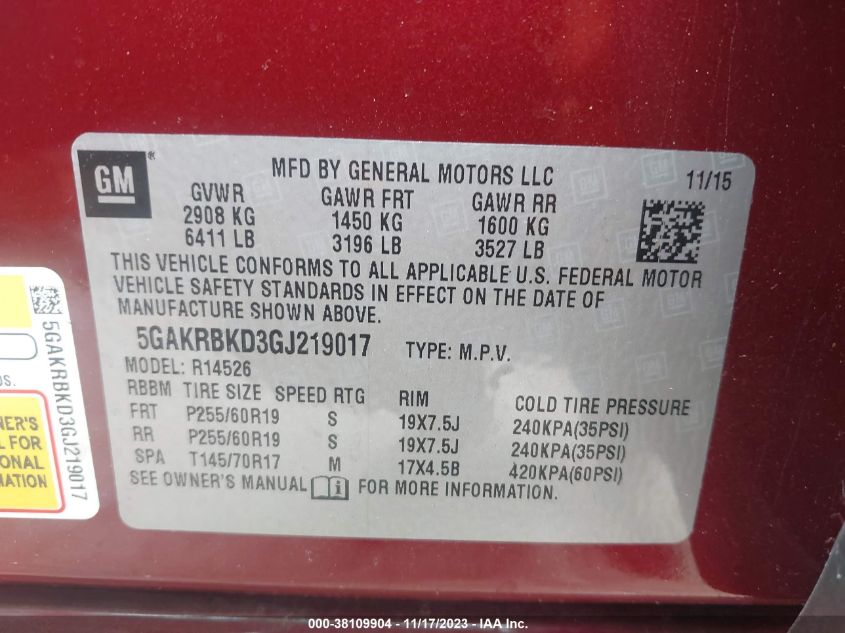 GM
MFD BY GENERAL MOTORS LLC
11/15
GVWR GAWR FRT GAWR RR
2908 KG 1450 KG 1600 KG
6411 LB 3196 LB 3527 LB
THIS VEHICLE CONFORMS TO ALL APPLICABLE U.S. FEDERAL MOTOR
VEHICLE SAFETY STANDARDS IN EFFECT ON THE DATE OF
MANUFACTURE SHOWN ABOVE.
5GAKRBKD3GJ219017 TYPE: M.P.V.
MODEL: R14526
RBBM TIRE SIZE SPEED RTG RIM COLD TIRE PRESSURE
FRT P255/60R19 S 19X7.5J 240KPA(35PSI)
RR P255/60R19 S 19X7.5J 240KPA(35PSI)
SPA T145/70R17 M 17X4.5B 420KPA(60PSI)
SEE OWNER'S MANUAL FOR MORE INFORMATION.
5GAKRBKD3GJ219017
000-38109904 - 11/17/2023 - IAA Inc.